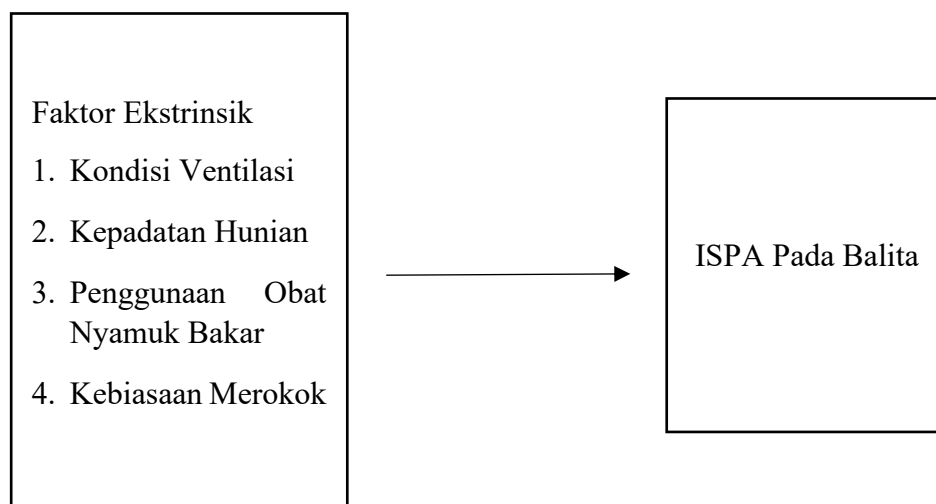 Faktor Ekstrinsik
1. Kondisi Ventilasi
2. Kepadatan Hunian
3. Penggunaan Obat
Nyamuk Bakar
4. Kebiasaan Merokok
ISPA Pada Balita